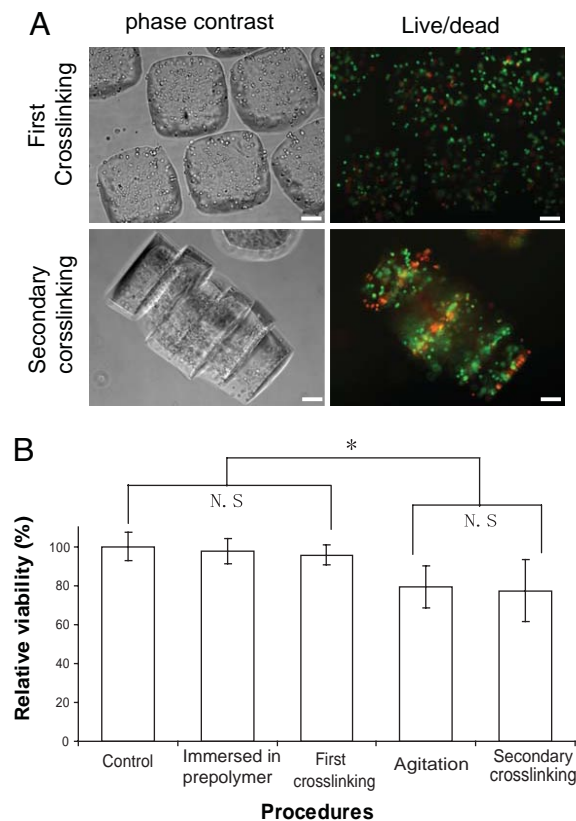 A
phase contrast
Live/dead
First
Crosslinking
Secondary
corsslinking
B
*
N.S
N.S
Relative viability (%)
100
80
60
40
20
0
Control
Immersed in
prepolymer
First
crosslinking
Agitation
Secondary
crosslinking
Procedures